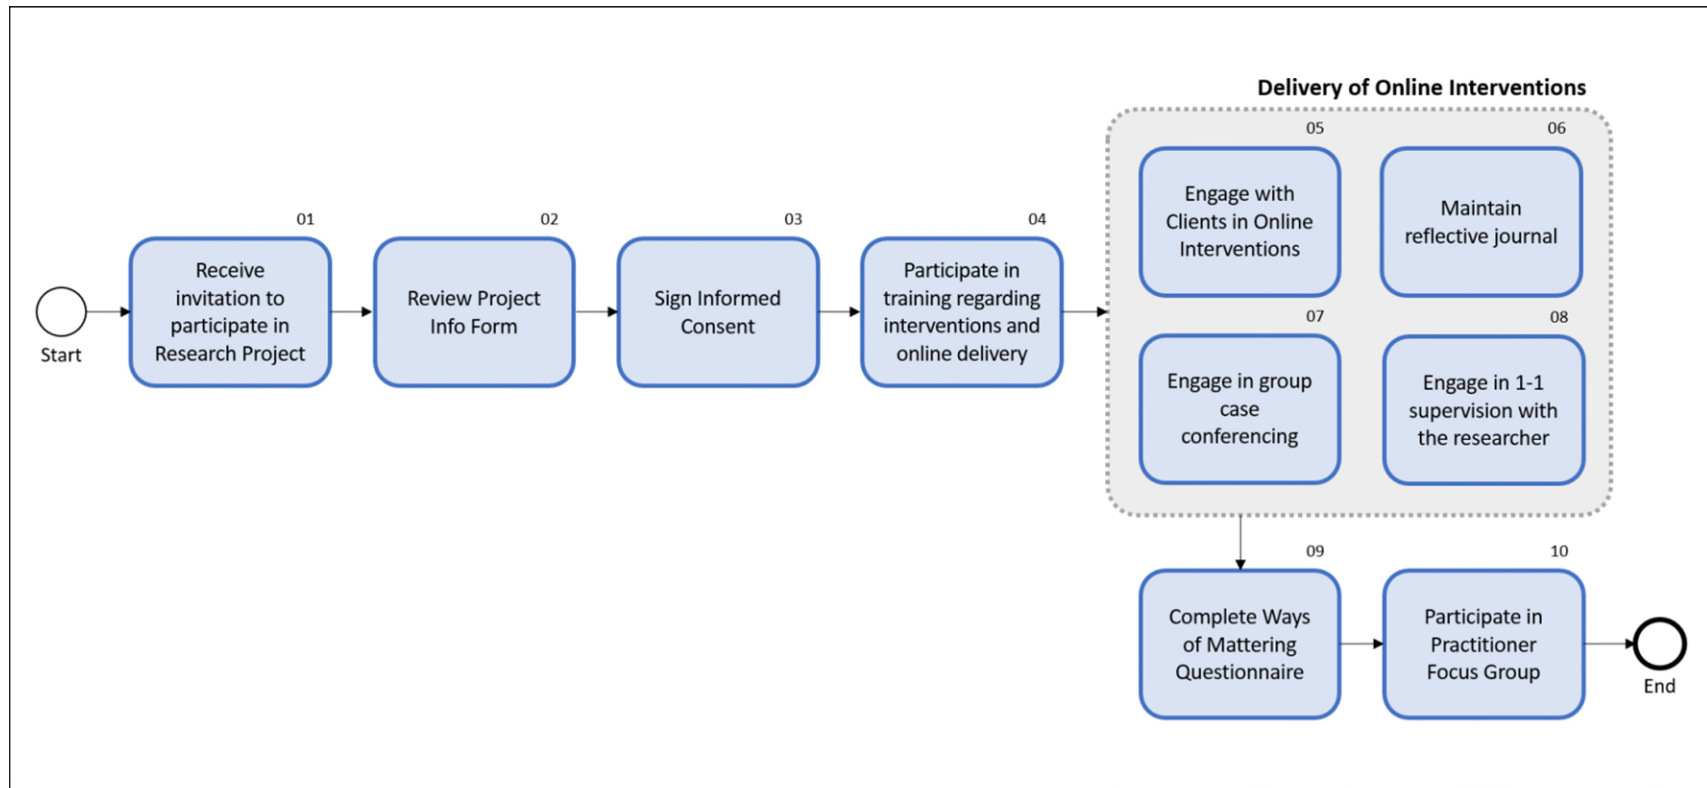 Delivery of Online Interventions
Start
01
Receive
invitation to
participate in
Research Project
02
Review Project
Info Form
03
Sign Informed
Consent
04
Participate in
training regarding
interventions and
online delivery
05
Engage with
Clients in Online
Interventions
06
Maintain
reflective journal
07
Engage in group
case
conferencing
08
Engage in 1-1
supervision with
the researcher
09
Complete Ways
of Mattering
Questionnaire
10
Participate in
Practitioner
Focus Group
End